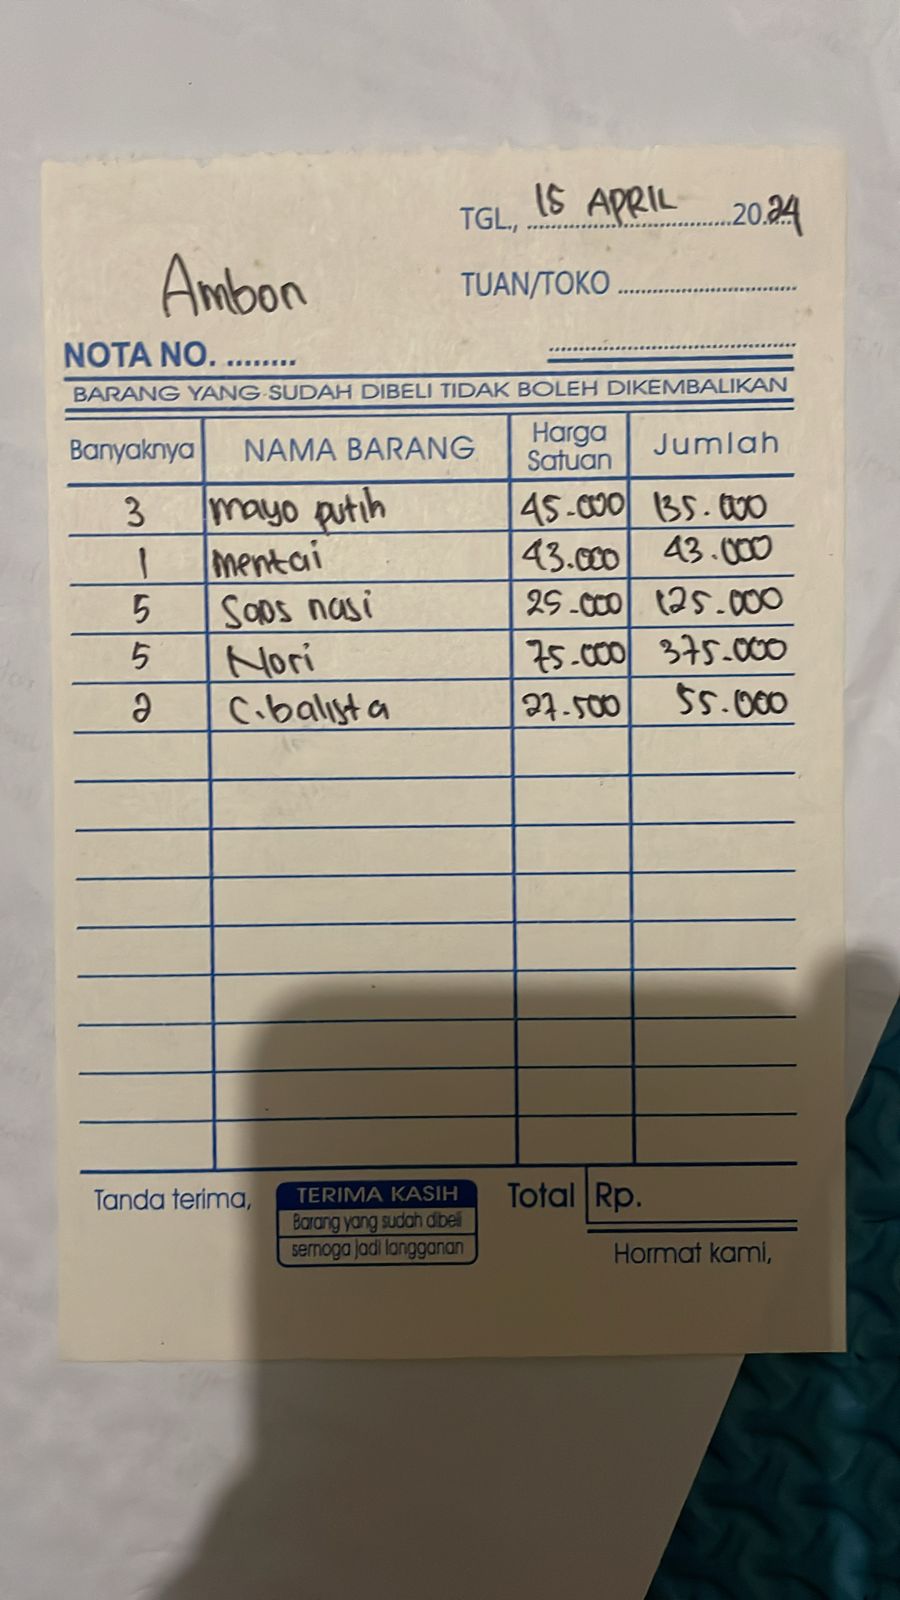 TGL., 15 APRIL 2024
Ambon
TUAN/TOKO
NOTA NO.
BARANG YANG SUDAH DIBELI TIDAK BOLEH DIKEMBALIKAN
Banyaknya NAMA BARANG Harga Satuan Jumlah
3 mayo putih 45.000 135.000
1 mentai 43.000 43.000
5 Saos nasi 25.000 125.000
5 Nori 75.000 375.000
2 C.balista 27.500 55.000
Tanda terima, TERIMA KASIH Total Rp.
Barang yang sudah dibeli
semoga jadi langganan
Hormat kami,